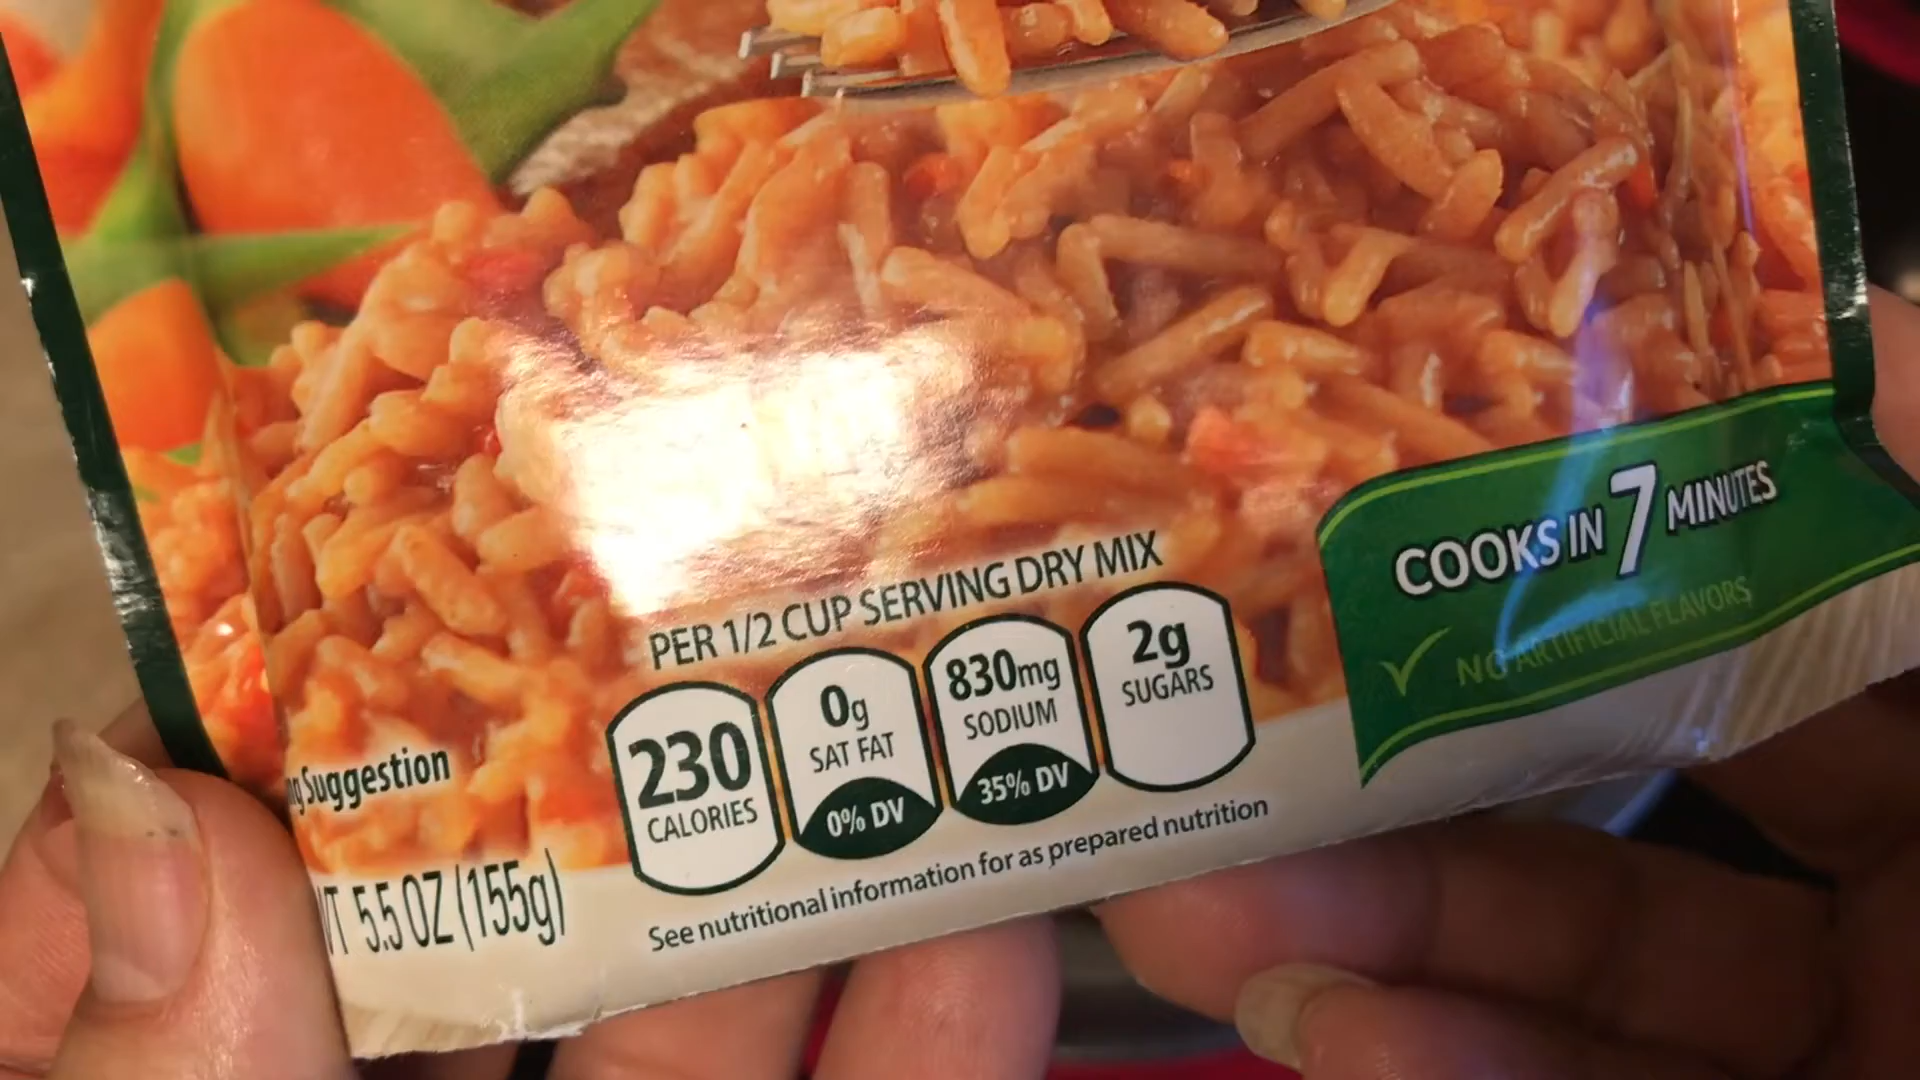 COOKS IN 7 MINUTES
✓ NO ARTIFICIAL FLAVORS
PER 1/2 CUP SERVING DRY MIX
230 CALORIES
0g SAT FAT 0% DV
830mg SODIUM 35% DV
2g SUGARS
Suggestion
5.5 OZ (155g)
See nutritional information for as prepared nutrition